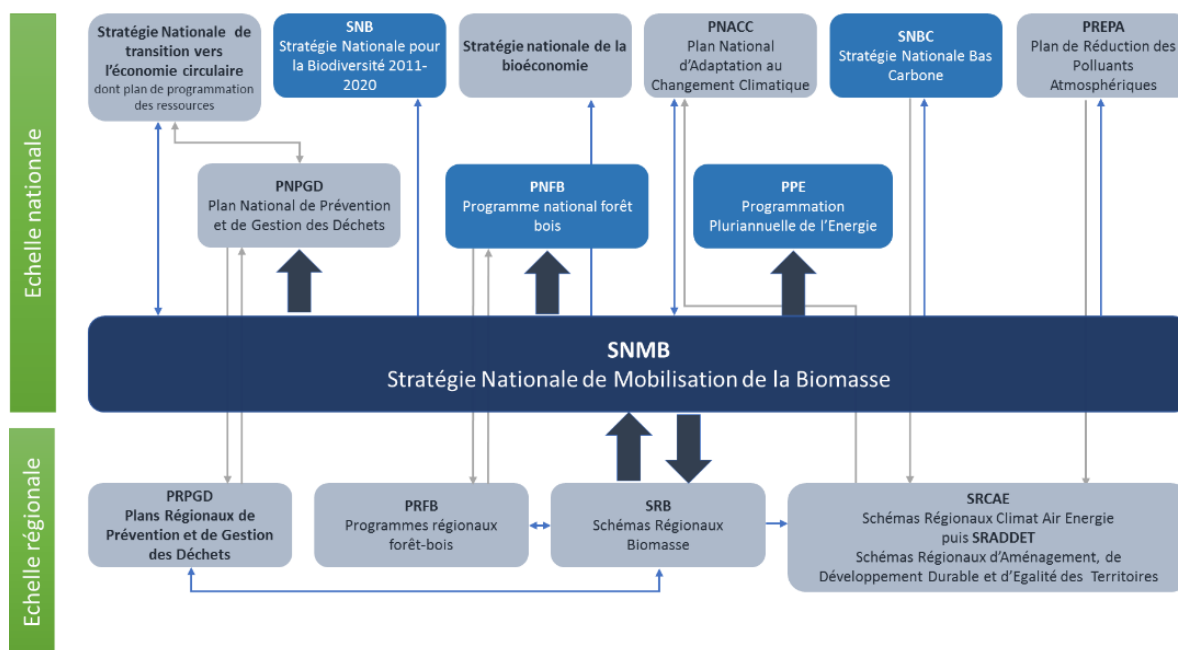 Echelle nationale
Stratégie Nationale de
transition vers
l'économie circulaire
dont plan de programmation
des ressources
SNB
Stratégie Nationale pour
la Biodiversité 2011-
2020
Stratégie nationale de la
bioéconomie
PNACC
Plan National
d'Adaptation au
Changement Climatique
SNBC
Stratégie Nationale Bas
Carbone
PREPA
Plan de Réduction des
Polluants
Atmosphériques
PNPGD
Plan National de Prévention
et de Gestion des Déchets
PNFB
Programme national forêt
bois
PPE
Programmation
Pluriannuelle de l'Energie
SNMB
Stratégie Nationale de Mobilisation de la Biomasse
Echelle régionale
PRPGD
Plans Régionaux de
Prévention et de Gestion
des Déchets
PRFB
Programmes régionaux
forêt-bois
SRB
Schémas Régionaux
Biomasse
SRCAE
Schémas Régionaux Climat Air Energie
puis SRADDET
Schémas Régionaux d'Aménagement, de
Développement Durable et d'Egalité des Territoires